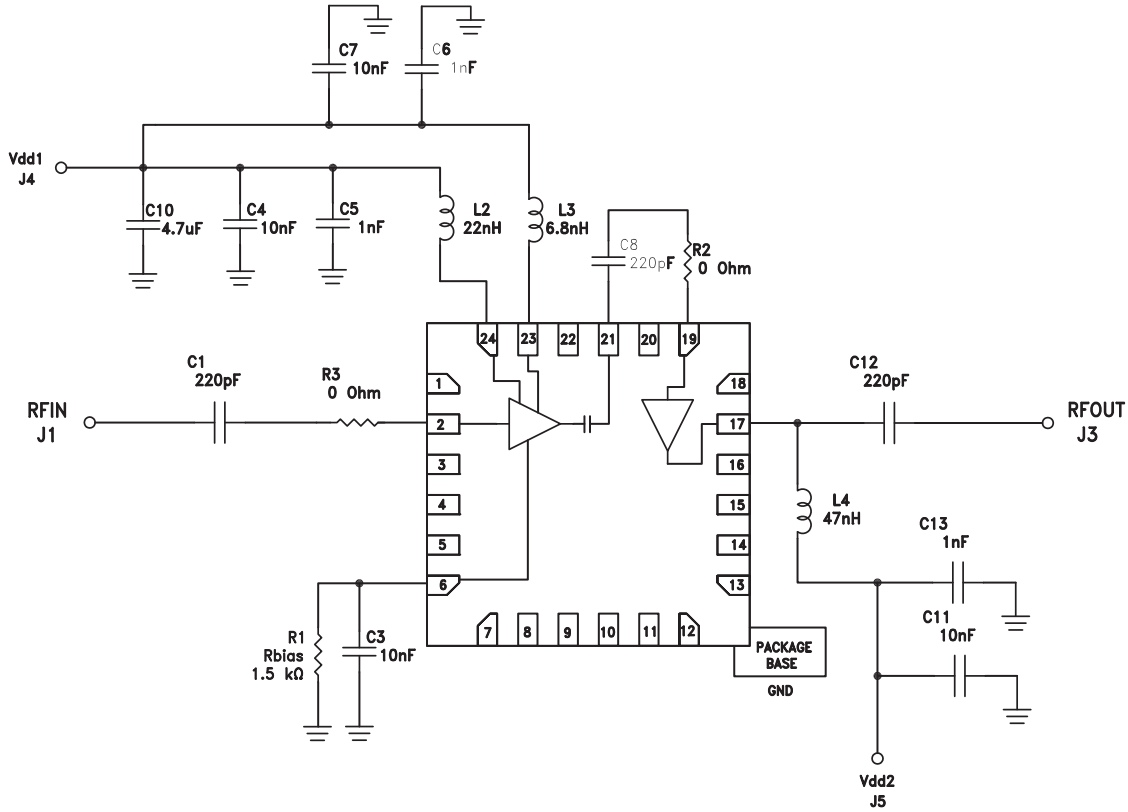 C7
10nF
C6
1nF
Vdd1
J4
C10
4.7uF
C4
10nF
C5
1nF
L2
22nH
L3
6.8nH
C8
220pF
R2
0 Ohm
24
23
22
21
20
19
C1
220pF
R3
0 Ohm
C12
220pF
RFIN
J1
RFOUT
J3
1
2
3
4
5
6
18
17
16
15
14
13
L4
47nH
C13
1nF
C11
10nF
R1
Rbias
1.5 kΩ
C3
10nF
7
8
9
10
11
12
PACKAGE
BASE
GND
Vdd2
J5